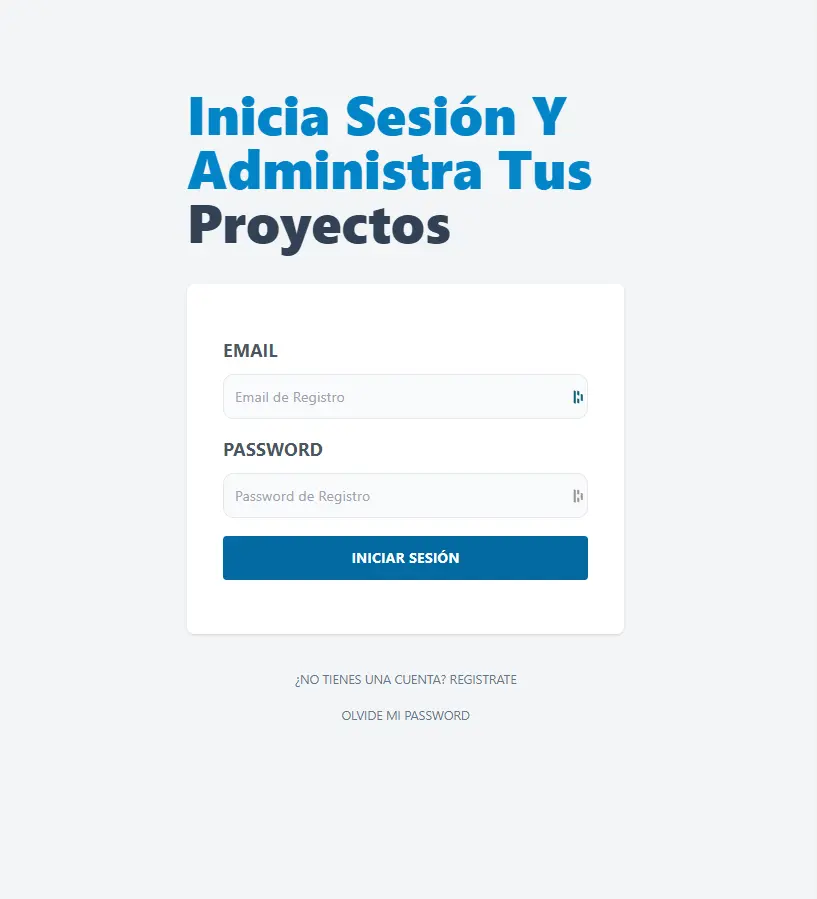 Inicia Sesión Y
Administra Tus
Proyectos
EMAIL
Email de Registro
PASSWORD
Password de Registro
INICIAR SESIÓN
¿NO TIENES UNA CUENTA? REGISTRATE
OLVIDE MI PASSWORD